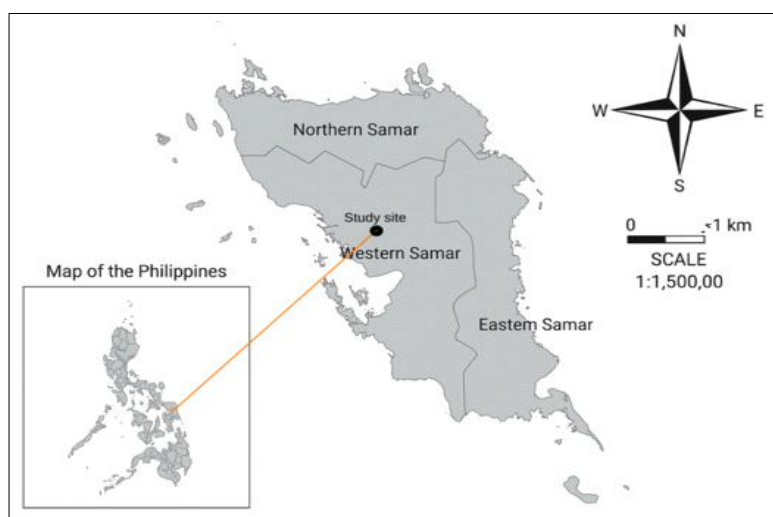 N
W
E
S
Northern Samar
Study site
Western Samar
0
1 km
SCALE
1:1,500,00
Map of the Philippines
Eastem Samar